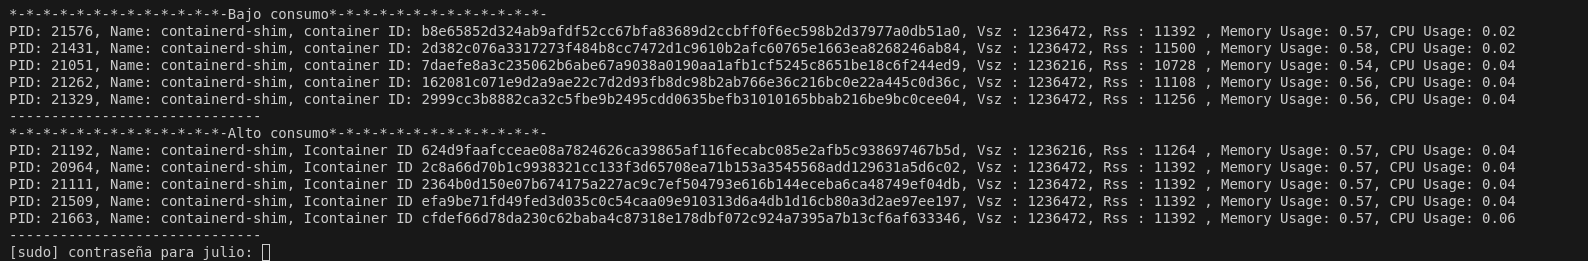 *-*-*-*-*-*-*-*-*-*-*-*-*-Bajo consumo*-*-*-*-*-*-*-*-*-*-*-*-*-
PID: 21576, Name: containerd-shim, container ID: b8e65852d324ab9afdf52cc67bfa83689d2ccbff0f6ec598b2d37977a0db51a0, Vsz : 1236472, Rss : 11392 , Memory Usage: 0.57, CPU Usage: 0.02
PID: 21431, Name: containerd-shim, container ID: 2d382c076a3317273f484b8cc7472d1c9610b2afc60765e1663ea8268246ab84, Vsz : 1236472, Rss : 11500 , Memory Usage: 0.58, CPU Usage: 0.02
PID: 21051, Name: containerd-shim, container ID: 7daefe8a3c235062b6abe67a9038a0190aa1afb1cf5245c8651be18c6f244ed9, Vsz : 1236216, Rss : 10728 , Memory Usage: 0.54, CPU Usage: 0.04
PID: 21262, Name: containerd-shim, container ID: 162081c071e9d2a9ae22c7d2d93fb8dc98b2ab766e36c216bc0e22a445c0d36c, Vsz : 1236472, Rss : 11108 , Memory Usage: 0.56, CPU Usage: 0.04
PID: 21329, Name: containerd-shim, container ID: 2999cc3b8882ca32c5fbe9b2495cdd0635befb31010165bbab216be9bc0cee04, Vsz : 1236472, Rss : 11256 , Memory Usage: 0.56, CPU Usage: 0.04
------------------------------
*-*-*-*-*-*-*-*-*-*-*-*-*-Alto consumo*-*-*-*-*-*-*-*-*-*-*-*-*-
PID: 21192, Name: containerd-shim, Icontainer ID 624d9faafcceae08a7824626ca39865af116fecabc085e2afb5c938697467b5d, Vsz : 1236216, Rss : 11264 , Memory Usage: 0.57, CPU Usage: 0.04
PID: 20964, Name: containerd-shim, Icontainer ID 2c8a66d70b1c9938321cc133f3d65708ea71b153a3545568add129631a5d6c02, Vsz : 1236472, Rss : 11392 , Memory Usage: 0.57, CPU Usage: 0.04
PID: 21111, Name: containerd-shim, Icontainer ID 2364b0d150e07b674175a227ac9c7ef504793e616b144eceba6ca48749ef04db, Vsz : 1236472, Rss : 11392 , Memory Usage: 0.57, CPU Usage: 0.04
PID: 21509, Name: containerd-shim, Icontainer ID efa9be71fd49fed3d035c0c54caa09e910313d6a4db1d16cb80a3d2ae97ee197, Vsz : 1236472, Rss : 11392 , Memory Usage: 0.57, CPU Usage: 0.04
PID: 21663, Name: containerd-shim, Icontainer ID cfdef66d78da230c62baba4c87318e178dbf072c924a7395a7b13cf6af633346, Vsz : 1236472, Rss : 11392 , Memory Usage: 0.57, CPU Usage: 0.06
------------------------------
[sudo] contraseña para julio: